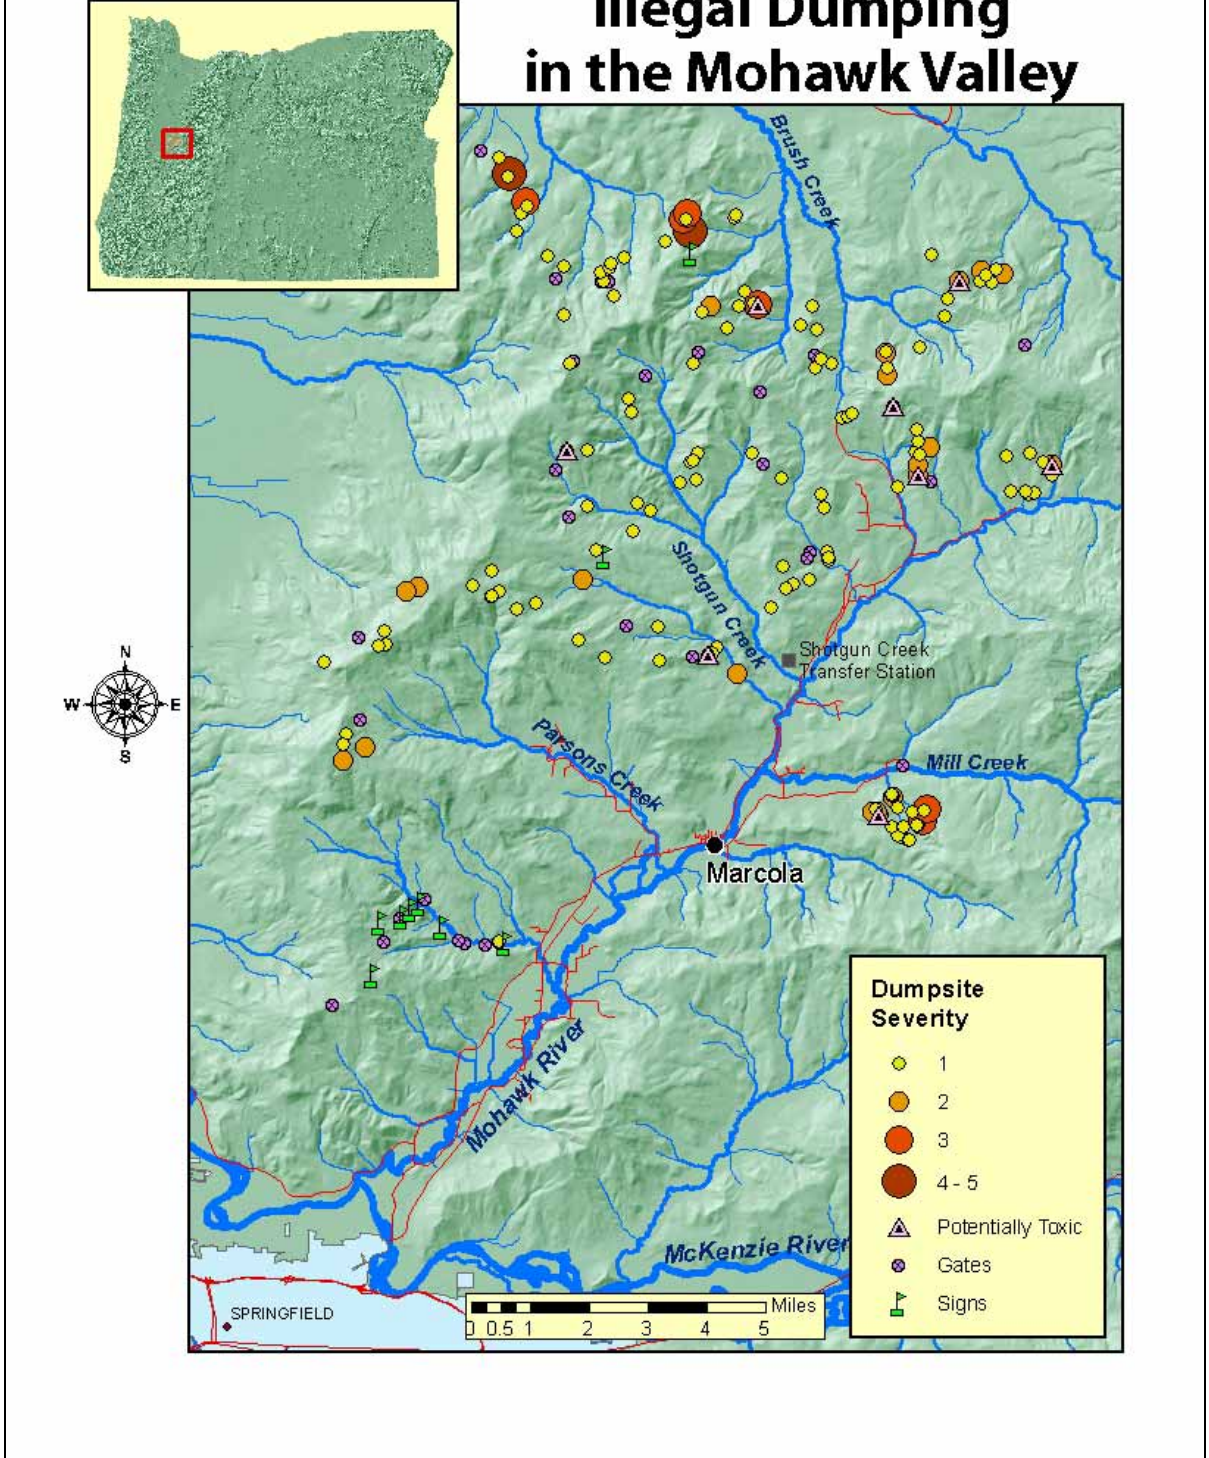 Illegal Dumping
in the Mohawk Valley
Brush Creek
Shotgun Creek
Shotgun Creek
Transfer Station
N
W
E
S
Parsons Creek
Mill Creek
Marcola
Mohawk River
McKenzie River
SPRINGFIELD
Dumpsite
Severity
1
2
3
4 - 5
Potentially Toxic
Gates
Signs
Miles
0 0.5 1 2 3 4 5